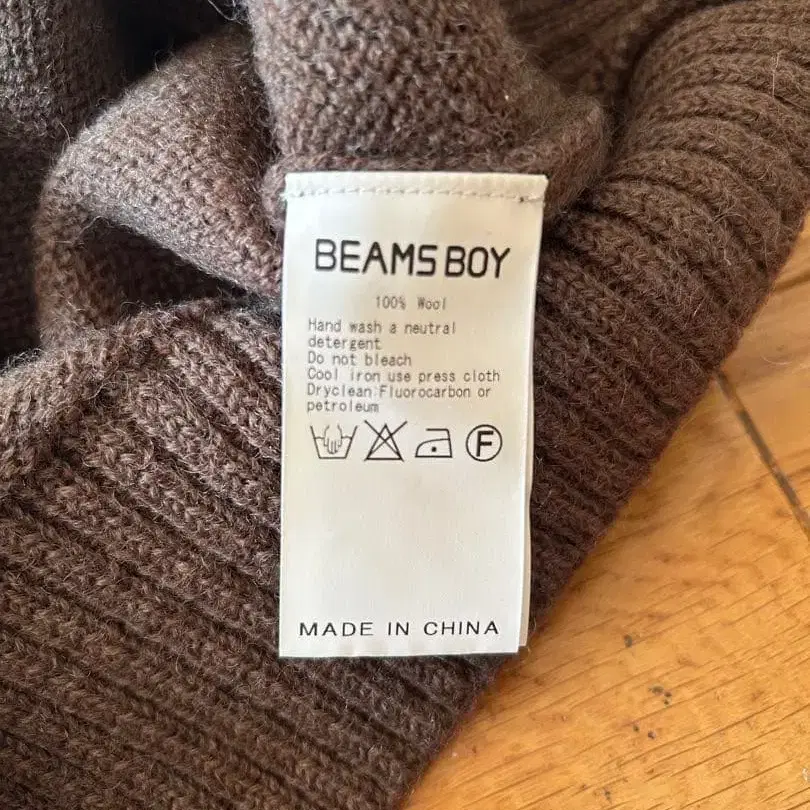 BEAMS BOY
100% Wool
Hand wash a neutral
detergent
Do not bleach
Cool iron use press cloth
Dryclean Fluorocarbon or
petroleum
F
MADE IN CHINA